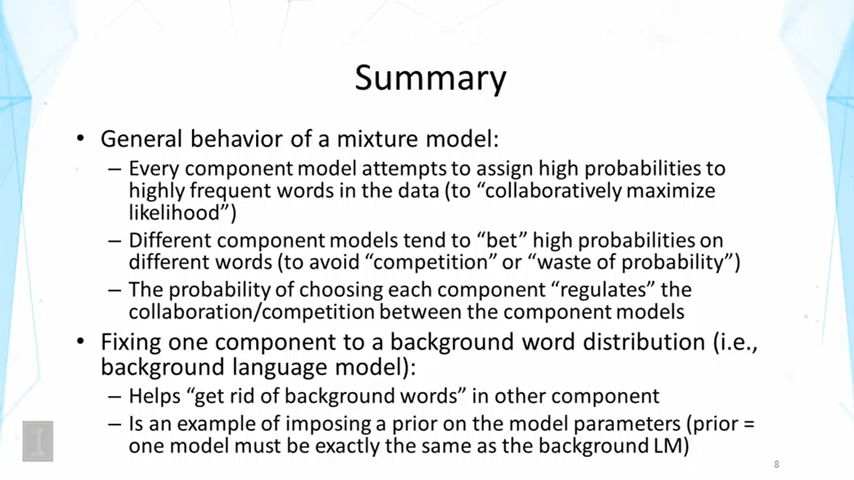 Summary
• General behavior of a mixture model:
– Every component model attempts to assign high probabilities to
highly frequent words in the data (to “collaboratively maximize
likelihood”)
– Different component models tend to “bet” high probabilities on
different words (to avoid “competition” or “waste of probability”)
– The probability of choosing each component “regulates” the
collaboration/competition between the component models
• Fixing one component to a background word distribution (i.e.,
background language model):
– Helps “get rid of background words” in other component
– Is an example of imposing a prior on the model parameters (prior =
one model must be exactly the same as the background LM)
I
8